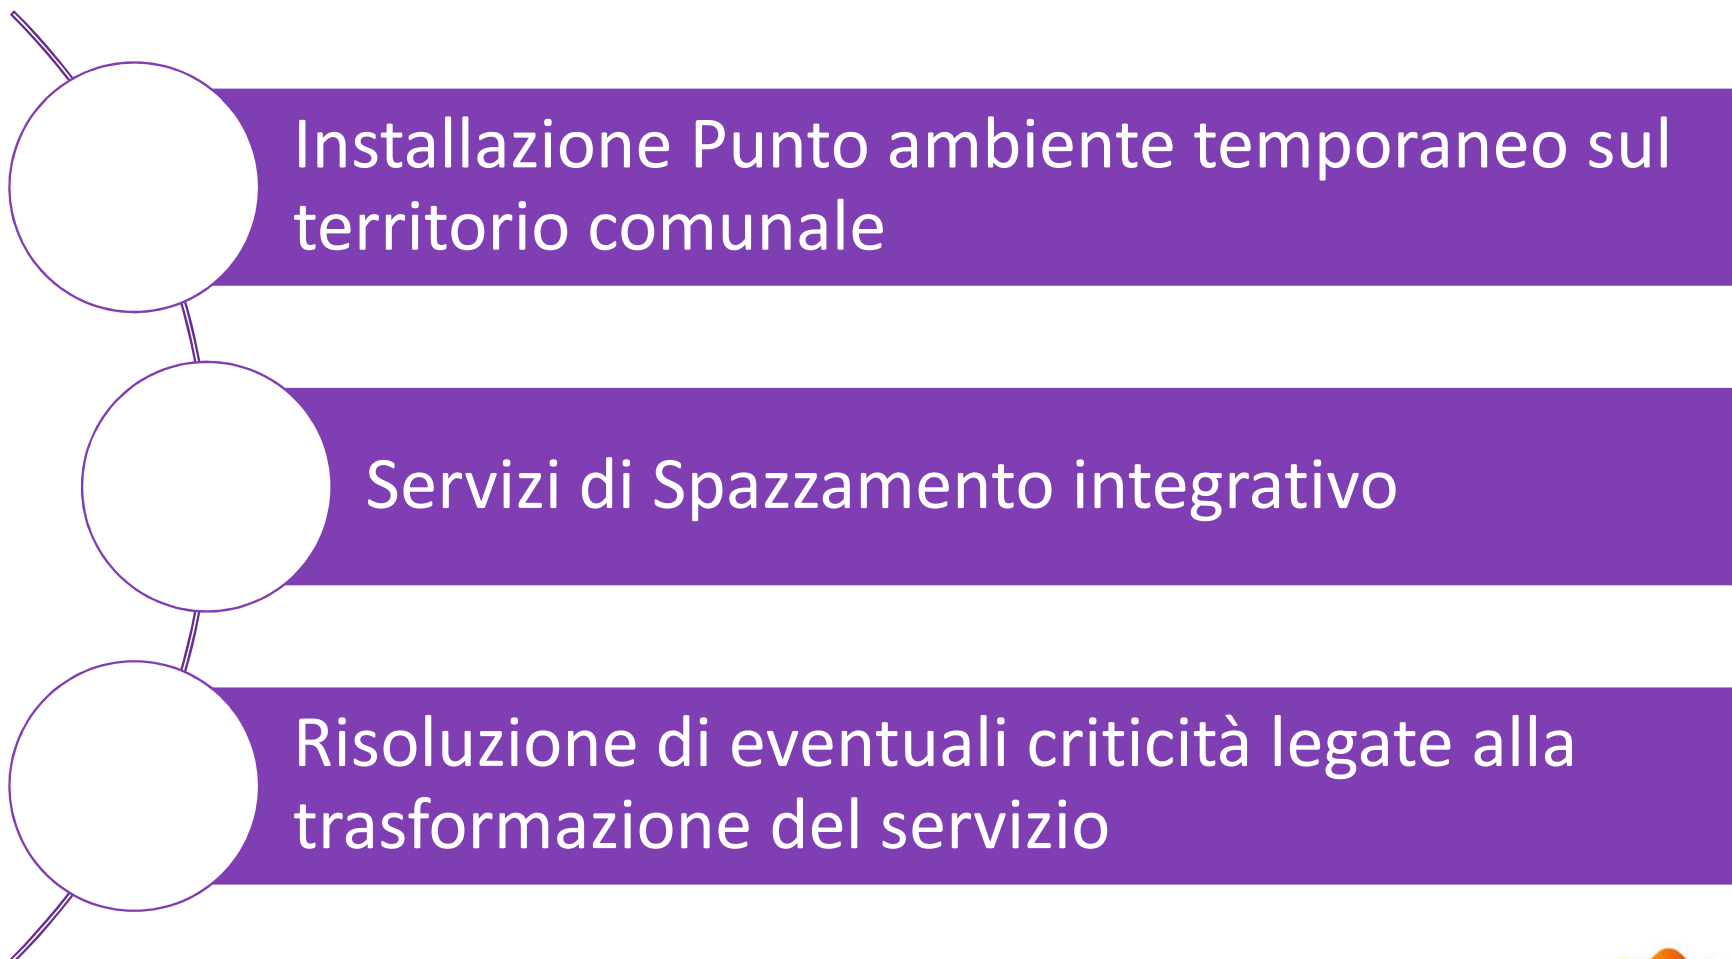 Installazione Punto ambiente temporaneo sul
territorio comunale
Servizi di Spazzamento integrativo
Risoluzione di eventuali criticità legate alla
trasformazione del servizio